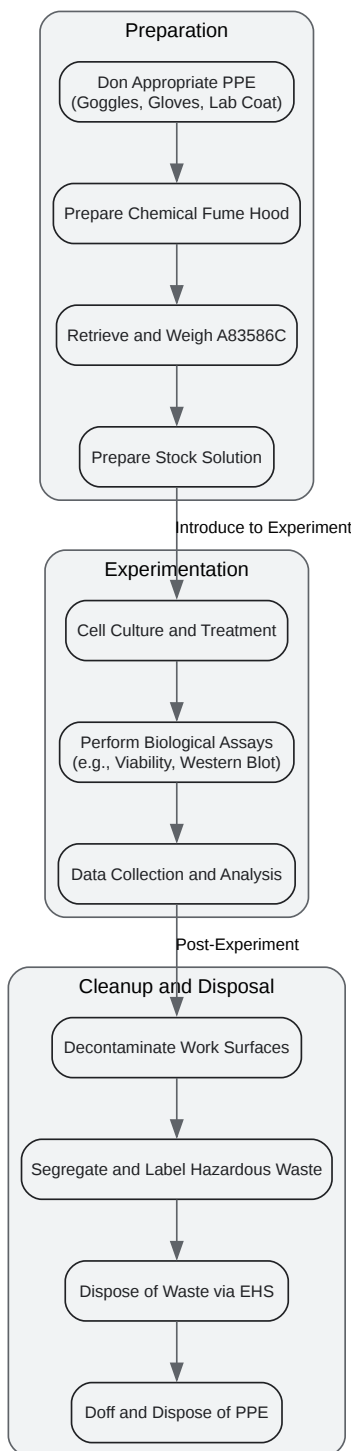 Preparation
Don Appropriate PPE
(Goggles, Gloves, Lab Coat)
Prepare Chemical Fume Hood
Retrieve and Weigh A83586C
Prepare Stock Solution
Introduce to Experiment
Experimentation
Cell Culture and Treatment
Perform Biological Assays
(e.g., Viability, Western Blot)
Data Collection and Analysis
Post-Experiment
Cleanup and Disposal
Decontaminate Work Surfaces
Segregate and Label Hazardous Waste
Dispose of Waste via EHS
Doff and Dispose of PPE